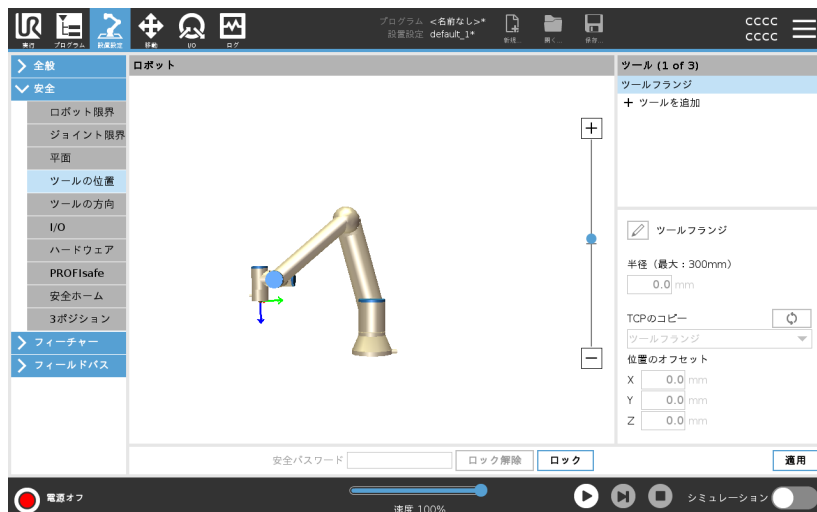 UR
実行
プログラム
設置設定
移動
I/O
ログ
プログラム <名前なし>*
設置設定 default_1*
新規...
開く...
保存...
cccc
cccc
全般
安全
ロボット限界
ジョイント限界
平面
ツールの位置
ツールの方向
I/O
ハードウェア
PROFIsafe
安全ホーム
3ポジション
フィーチャー
フィールドバス
ロボット
ツール (1 of 3)
ツールフランジ
+ ツールを追加
ツールフランジ
半径 (最大 : 300mm)
0.0 mm
TCPのコピー
ツールフランジ
位置のオフセット
X 0.0 mm
Y 0.0 mm
Z 0.0 mm
安全パスワード
ロック解除
ロック
適用
電源オフ
速度 100%
シミュレーション